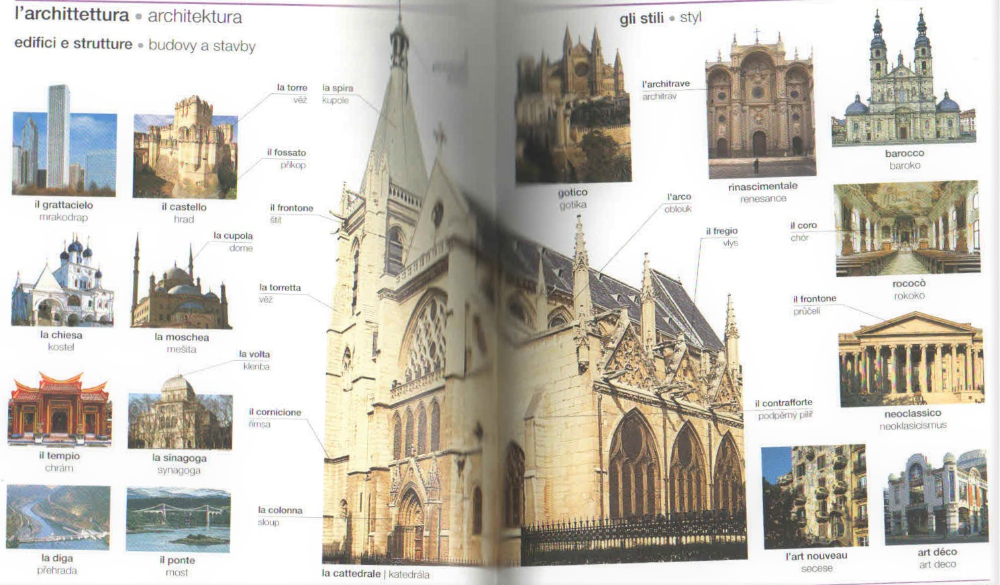 l'architettura • architektura
edifici e strutture • budovy a stavby
il grattacielo
mrakodrap
il castello
hrad
la torre
věž
il fossato
příkop
la chiesa
kostel
la moschea
mešita
la cupola
dome
il tempio
chrám
la sinagoga
synagoga
la volta
klenba
la diga
přehrada
il ponte
most
la spira
kupole
il frontone
štít
la torretta
věž
il cornicione
římsa
la colonna
sloup
la cattedrale | katedrála
gli stili • styl
gotico
gotika
l'architrave
architráv
rinascimentale
renesance
barocco
baroko
l'arco
oblouk
il fregio
vlys
il coro
chór
rococò
rokoko
il frontone
průčelí
neoclassico
neoklasicismus
il contrafforte
podpěrný pilíř
l'art nouveau
secese
art déco
art deco